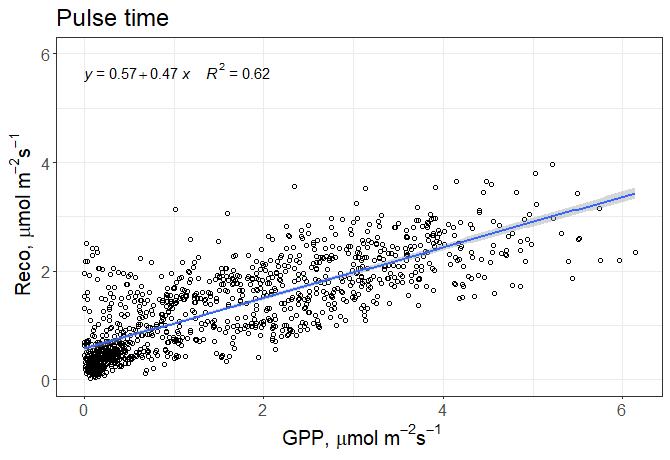 Pulse time
y = 0.57 + 0.47 x R² = 0.62
6
4
2
0
Reco, μmol m⁻²s⁻¹
0 2 4 6
GPP, μmol m⁻²s⁻¹